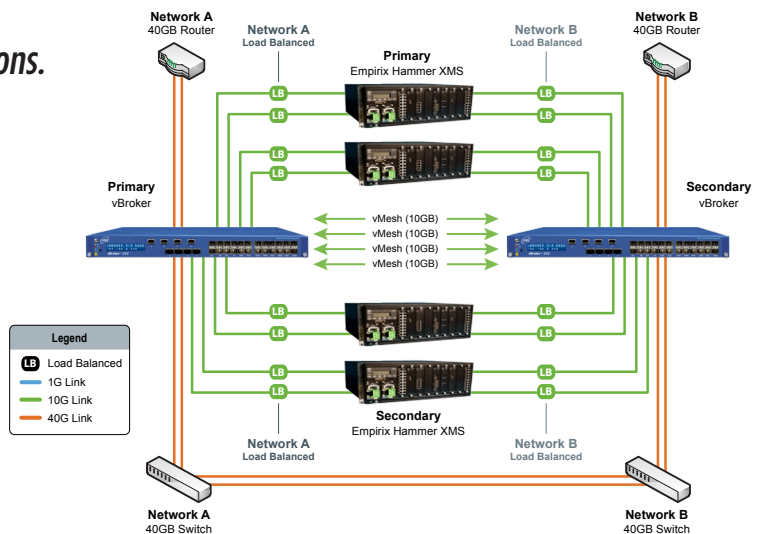 ons.
Network A
40GB Router
Network A
Load Balanced
Primary
Empirix Hammer XMS
Network B
Load Balanced
Network B
40GB Router
LB
LB
LB
LB
LB
LB
LB
LB
Primary
vBroker
Secondary
vBroker
vMesh (10GB)
vMesh (10GB)
vMesh (10GB)
vMesh (10GB)
LB
LB
LB
LB
LB
LB
LB
LB
Legend
LB Load Balanced
1G Link
10G Link
40G Link
Secondary
Empirix Hammer XMS
Network A
Load Balanced
Network B
Load Balanced
Network A
40GB Switch
Network B
40GB Switch